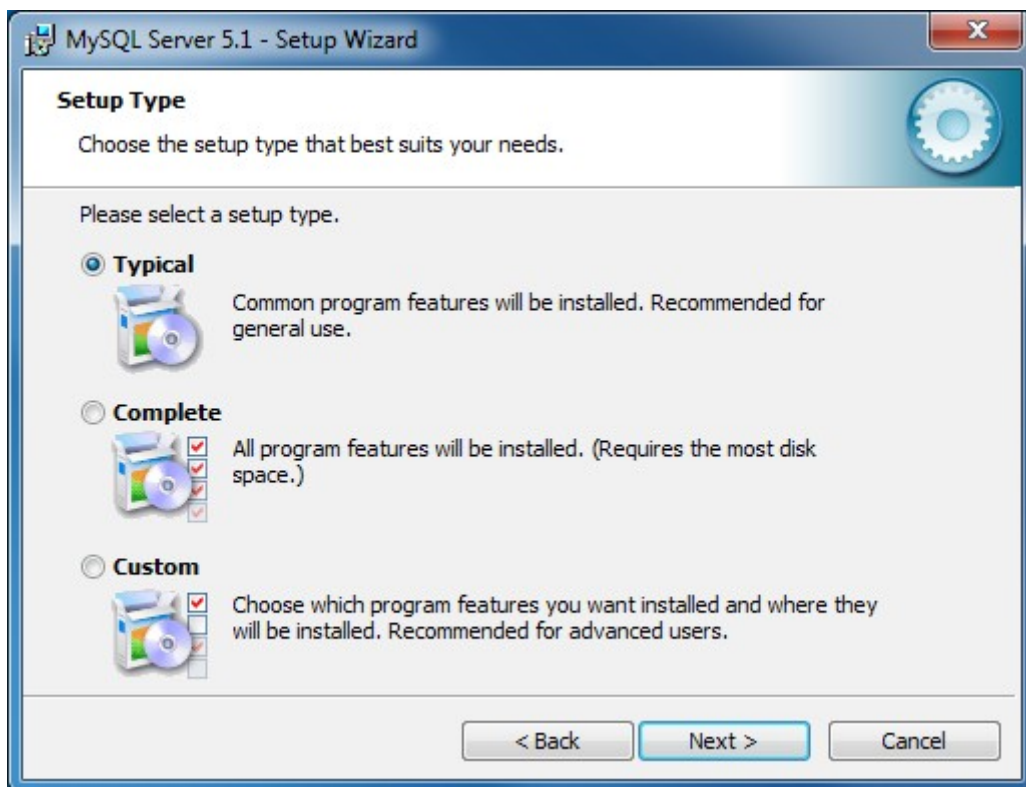 MySQL Server 5.1 - Setup Wizard
Setup Type
Choose the setup type that best suits your needs.
Please select a setup type.
Typical
Common program features will be installed. Recommended for
general use.
Complete
All program features will be installed. (Requires the most disk
space.)
Custom
Choose which program features you want installed and where they
will be installed. Recommended for advanced users.
< Back
Next >
Cancel